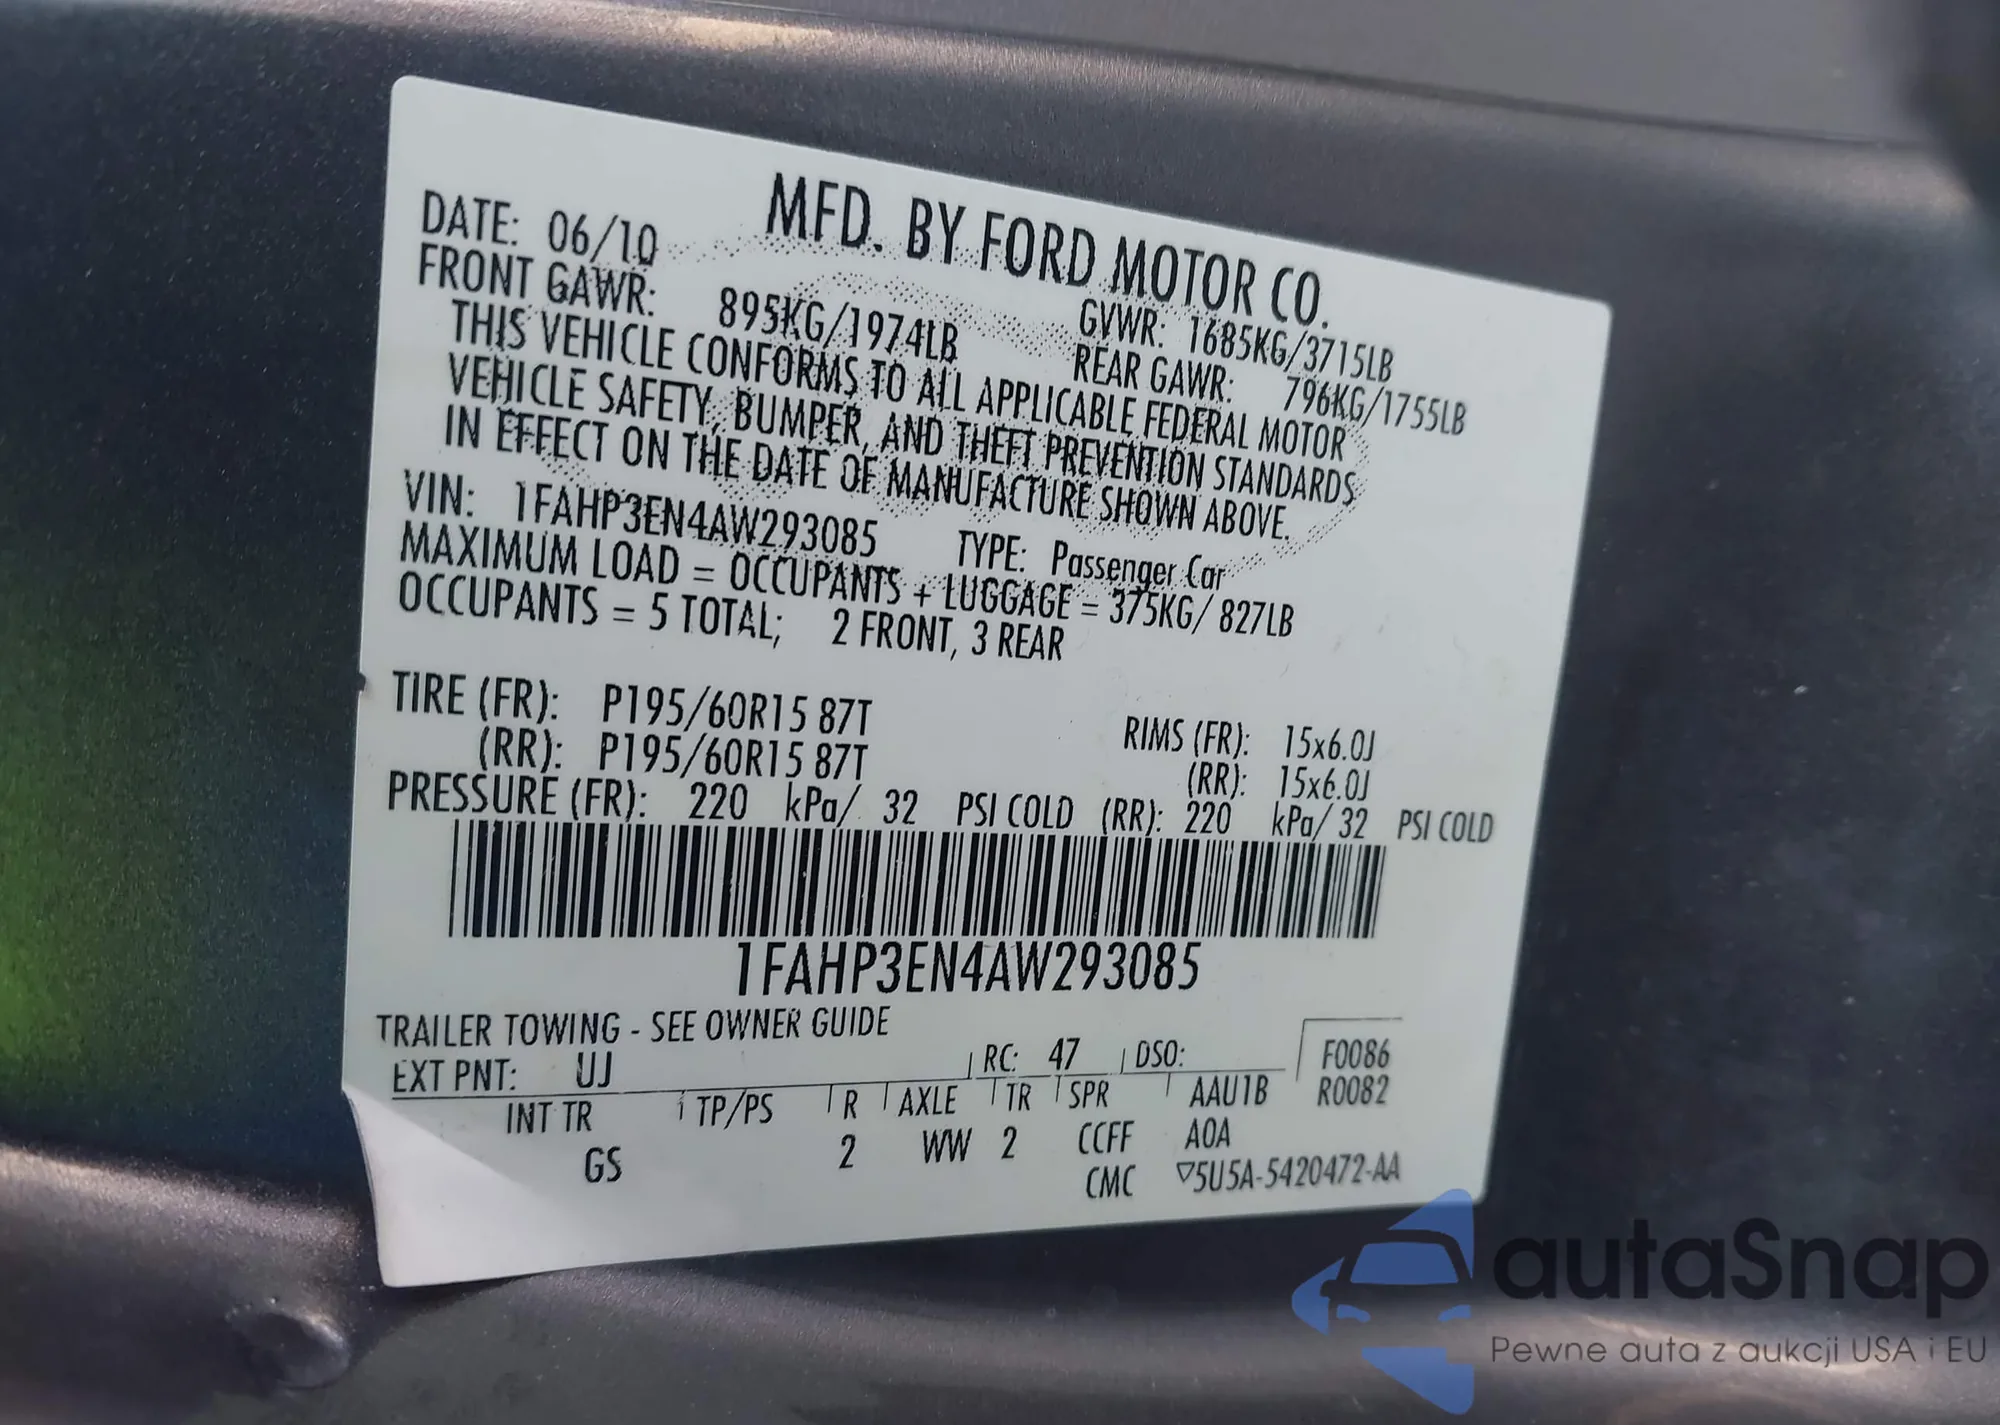 MFD. BY FORD MOTOR CO.
DATE: 06/10 GVWR: 1685KG/3715LB
FRONT GAWR: 895KG/1974LB REAR GAWR: 796KG/1755LB
THIS VEHICLE CONFORMS TO ALL APPLICABLE FEDERAL MOTOR
VEHICLE SAFETY, BUMPER, AND THEFT PREVENTION STANDARDS
IN EFFECT ON THE DATE OF MANUFACTURE SHOWN ABOVE.
VIN: 1FAHP3EN4AW293085 TYPE: Passenger Car
MAXIMUM LOAD = OCCUPANTS + LUGGAGE = 375KG/ 827LB
OCCUPANTS = 5 TOTAL; 2 FRONT, 3 REAR
TIRE (FR): P195/60R15 87T RIMS (FR): 15x6.0J
(RR): P195/60R15 87T (RR): 15x6.0J
PRESSURE (FR): 220 kPa/ 32 PSI COLD (RR): 220 kPa/ 32 PSI COLD
1FAHP3EN4AW293085
TRAILER TOWING - SEE OWNER GUIDE
EXT PNT: UJ RC: 47 DSO: F0086
INT TR TP/PS R AXLE TR SPR AAU1B R0082
GS 2 WW 2 CCFF AOA
CMC ▽5U5A-5420472-AA
autaSnap
Pewne auta z aukcji USA i EU